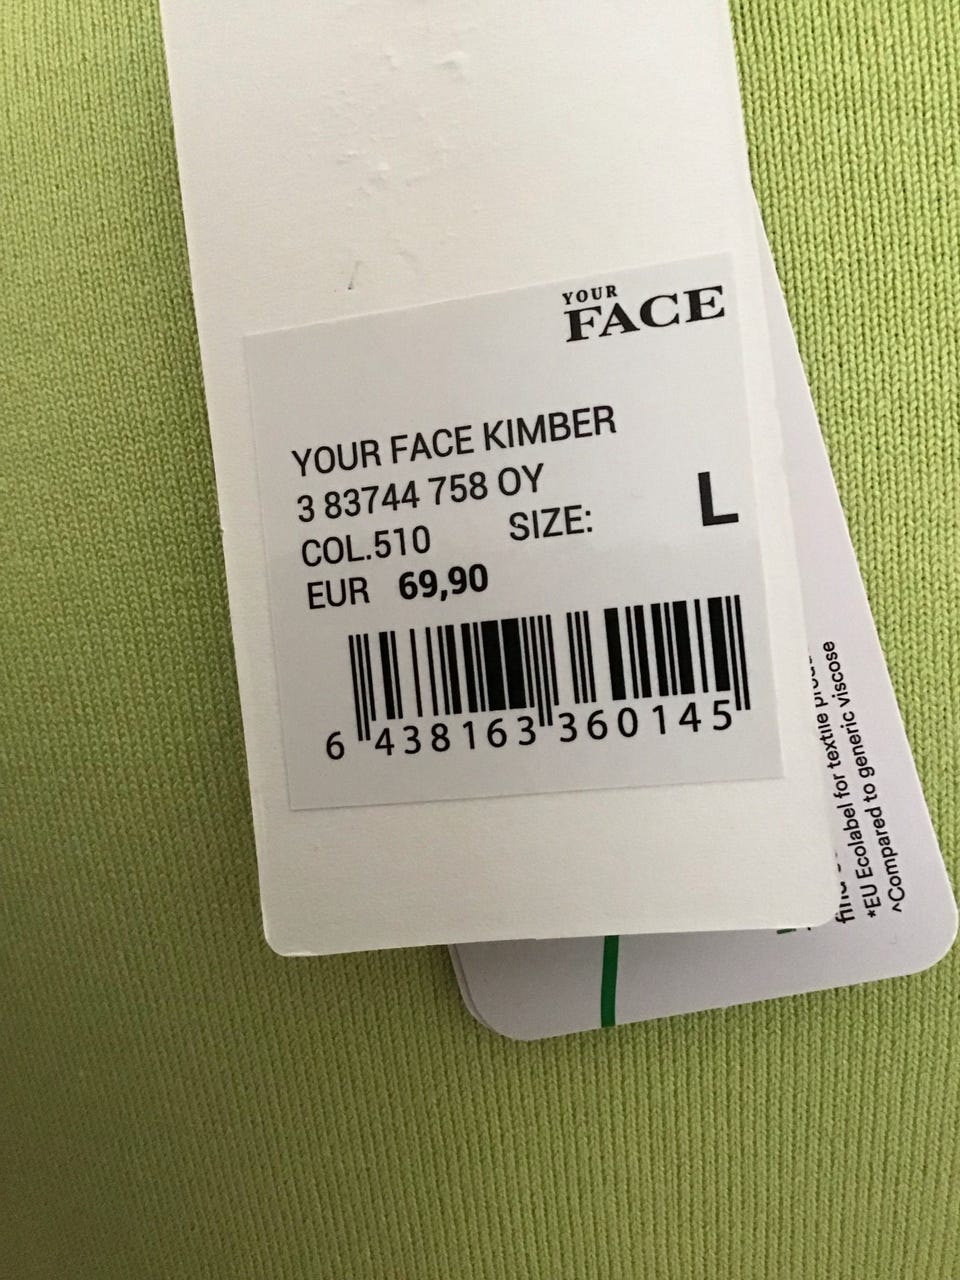 YOUR
FACE
YOUR FACE KIMBER
3 83744 758 OY
COL.510 SIZE: L
EUR 69,90
6 438163 360145
*EU Ecolabel for textile
^Compared to generic viscose